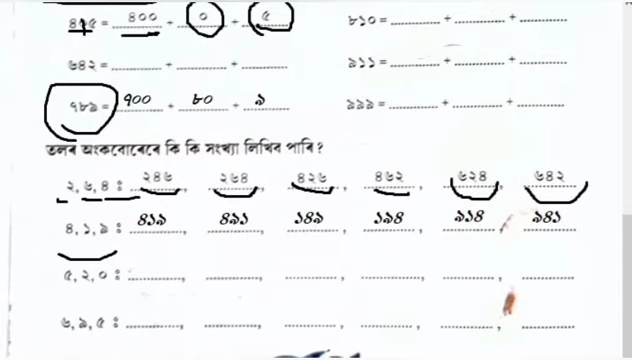 = ৪০০ + ০ + ৫ ৮১০ = ............ + ............ + ............
৬৪২ = ............ + ............ + ............ ৯১১ = ............ + ............ + ............
৭৮৯ = ৭০০ + ৮০ + ৯ ৯৯৯ = ............ + ............ + ............
তলৰ অংকবোৰেৰে কি কি সংখ্যা লিখিব পাৰি ?
২, ৬, ৪ : ২৪৬, ২৬৪, ৪২৬, ৪৬২, ৬২৪, ৬৪২
৪, ১, ৯ : ৪১৯, ৪৯১, ১৪৯, ১৯৪, ৯১৪, ৯৪১
৫, ২, ০ : ............, ............, ............, ............, ............, ............
৬, ৯, ৫ : ............, ............, ............, ............, ............, ............